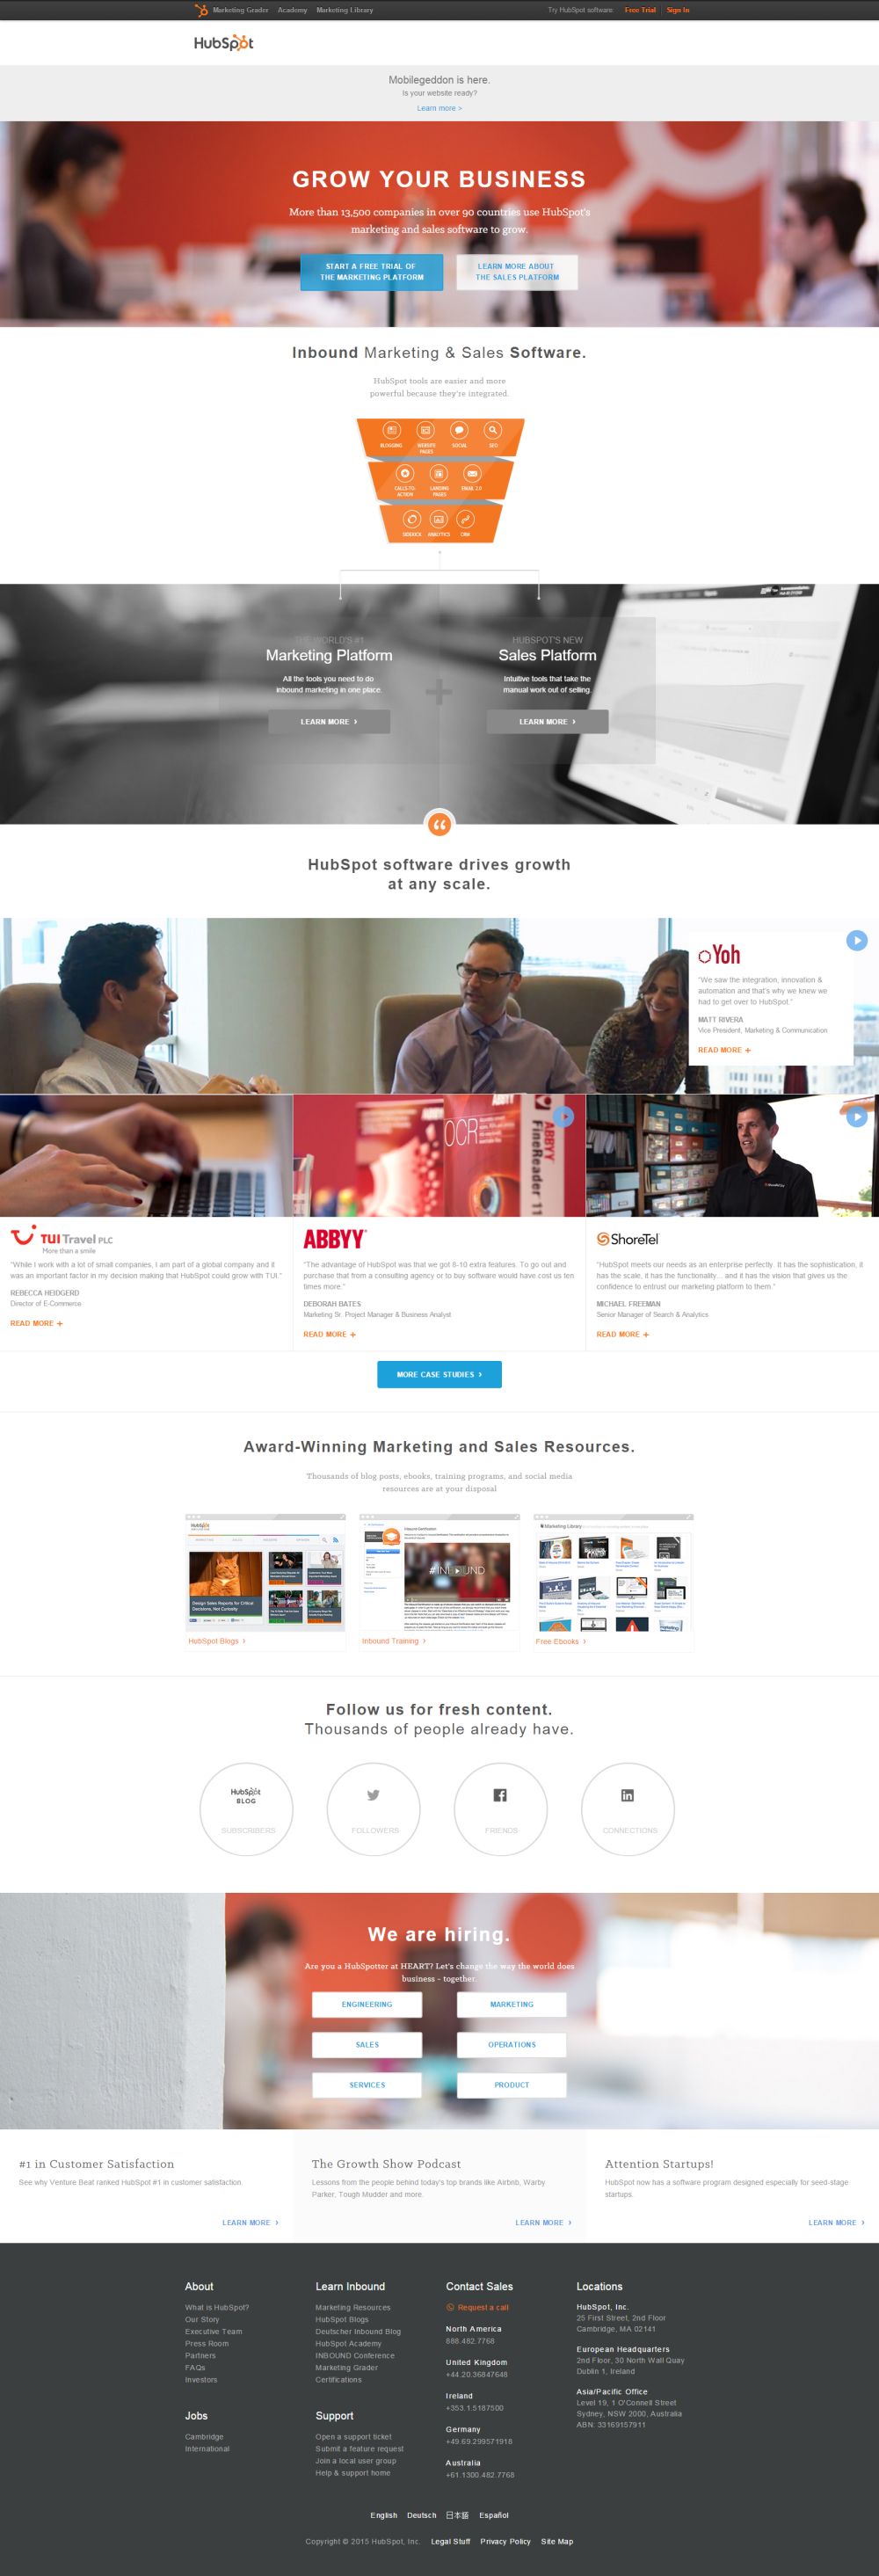 Marketing Grader Academy Marketing Library Try HubSpot software: Free Trial Sign In
HubSpot
Mobilegeddon is here.
Is your website ready?
Learn more >
GROW YOUR BUSINESS
More than 13,500 companies in over 90 countries use HubSpot's
marketing and sales software to grow.
START A FREE TRIAL OF
THE MARKETING PLATFORM
LEARN MORE ABOUT
THE SALES PLATFORM
Inbound Marketing & Sales Software.
HubSpot tools are easier and more
powerful because they're integrated.
BLOGGING WEBSITE PAGES SOCIAL SEO
CALLS-TO-ACTION LANDING PAGES EMAIL 2.0
SIDEKICK ANALYTICS CRM
THE WORLD'S #1
Marketing Platform
All the tools you need to do
inbound marketing in one place.
LEARN MORE >
HUBSPOT'S NEW
Sales Platform
Intuitive tools that take the
manual work out of selling.
LEARN MORE >
HubSpot software drives growth
at any scale.
Yoh
"We saw the integration, innovation &
automation and that's why we knew we
had to get over to HubSpot."
MATT RIVERA
Vice President, Marketing & Communication
READ MORE +
OCR
ABBYY
FineReader 11
TUI Travel PLC
More than a smile
"While I work with a lot of small companies, I am part of a global company and it
was an important factor in my decision making that HubSpot could grow with TUI."
REBECCA HEIDGERD
Director of E-Commerce
READ MORE +
ABBYY
"The advantage of HubSpot was that we got 8-10 extra features. To go out and
purchase that from a consulting agency or to buy software would have cost us ten
times more."
DEBORAH BATES
Marketing Sr. Project Manager & Business Analyst
READ MORE +
ShoreTel
"HubSpot meets our needs as an enterprise perfectly. It has the sophistication, it
has the scale, it has the functionality... and it has the vision that gives us the
confidence to entrust our marketing platform to them."
MICHAEL FREEMAN
Senior Manager of Search & Analytics
READ MORE +
MORE CASE STUDIES >
Award-Winning Marketing and Sales Resources.
Thousands of blog posts, ebooks, training programs, and social media
resources are at your disposal
HubSpot
Design Sales Reports for Critical
Decisions, Not Curiosity
Inbound Certification
#INBOUND
Marketing Library
HubSpot Blogs >
Inbound Training >
Free Ebooks >
Follow us for fresh content.
Thousands of people already have.
HubSpot
BLOG
SUBSCRIBERS
FOLLOWERS
FRIENDS
CONNECTIONS
We are hiring.
Are you a HubSpotter at HEART? Let's change the way the world does
business - together.
ENGINEERING MARKETING
SALES OPERATIONS
SERVICES PRODUCT
#1 in Customer Satisfaction
See why Venture Beat ranked HubSpot #1 in customer satisfaction.
LEARN MORE >
The Growth Show Podcast
Lessons from the people behind today's top brands like Airbnb, Warby
Parker, Tough Mudder and more.
LEARN MORE >
Attention Startups!
HubSpot now has a software program designed especially for seed-stage
startups.
LEARN MORE >
About
What is HubSpot?
Our Story
Executive Team
Press Room
Partners
FAQs
Investors
Jobs
Cambridge
International
Learn Inbound
Marketing Resources
HubSpot Blogs
Deutscher Inbound Blog
HubSpot Academy
INBOUND Conference
Marketing Grader
Certifications
Support
Open a support ticket
Submit a feature request
Join a local user group
Help & support home
Contact Sales
Request a call
North America
888.482.7768
United Kingdom
+44.20.36847648
Ireland
+353.1.5187500
Germany
+49.69.299571918
Australia
+61.1300.482.7768
Locations
HubSpot, Inc.
25 First Street, 2nd Floor
Cambridge, MA 02141
European Headquarters
2nd Floor, 30 North Wall Quay
Dublin 1, Ireland
Asia/Pacific Office
Level 19, 1 O'Connell Street
Sydney, NSW 2000, Australia
ABN: 33169157911
English Deutsch 日本語 Español
Copyright © 2015 HubSpot, Inc. Legal Stuff Privacy Policy Site Map